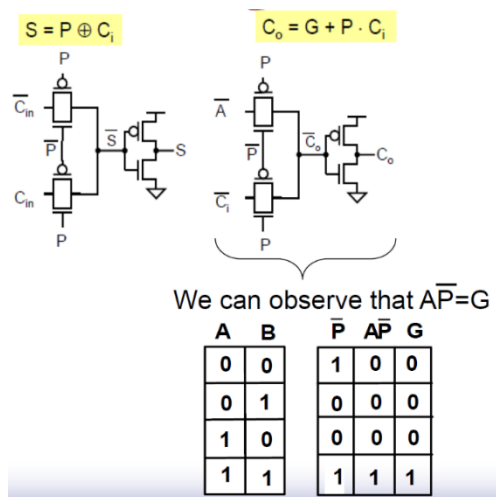 S = P ⊕ Cᵢ
Cₒ = G + P · Cᵢ
P
C̅in
P̅
S̅
S
Cin
P
P
A̅
P̅
C̅ₒ
Cₒ
C̅ᵢ
P
We can observe that AP̅=G
A B P̅ AP̅ G
0 0 1 0 0
0 1 0 0 0
1 0 0 0 0
1 1 1 1 1